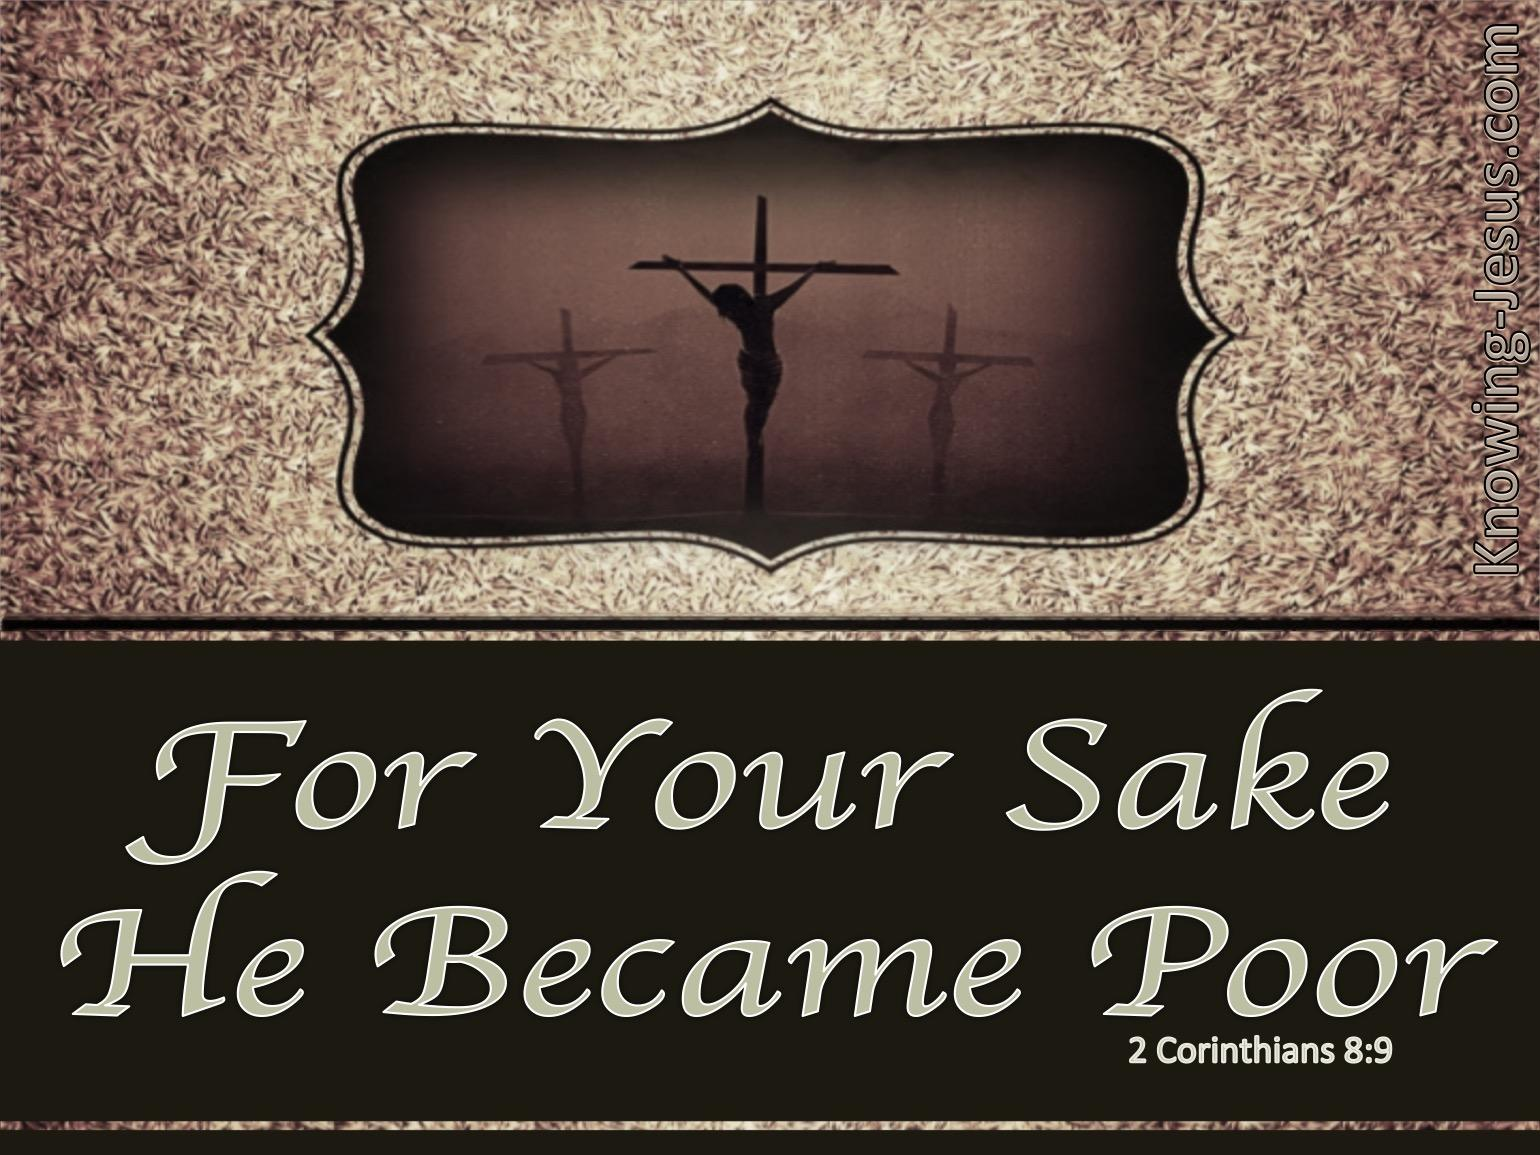 Knowing-Jesus.com
For Your Sake
He Became Poor
2 Corinthians 8:9